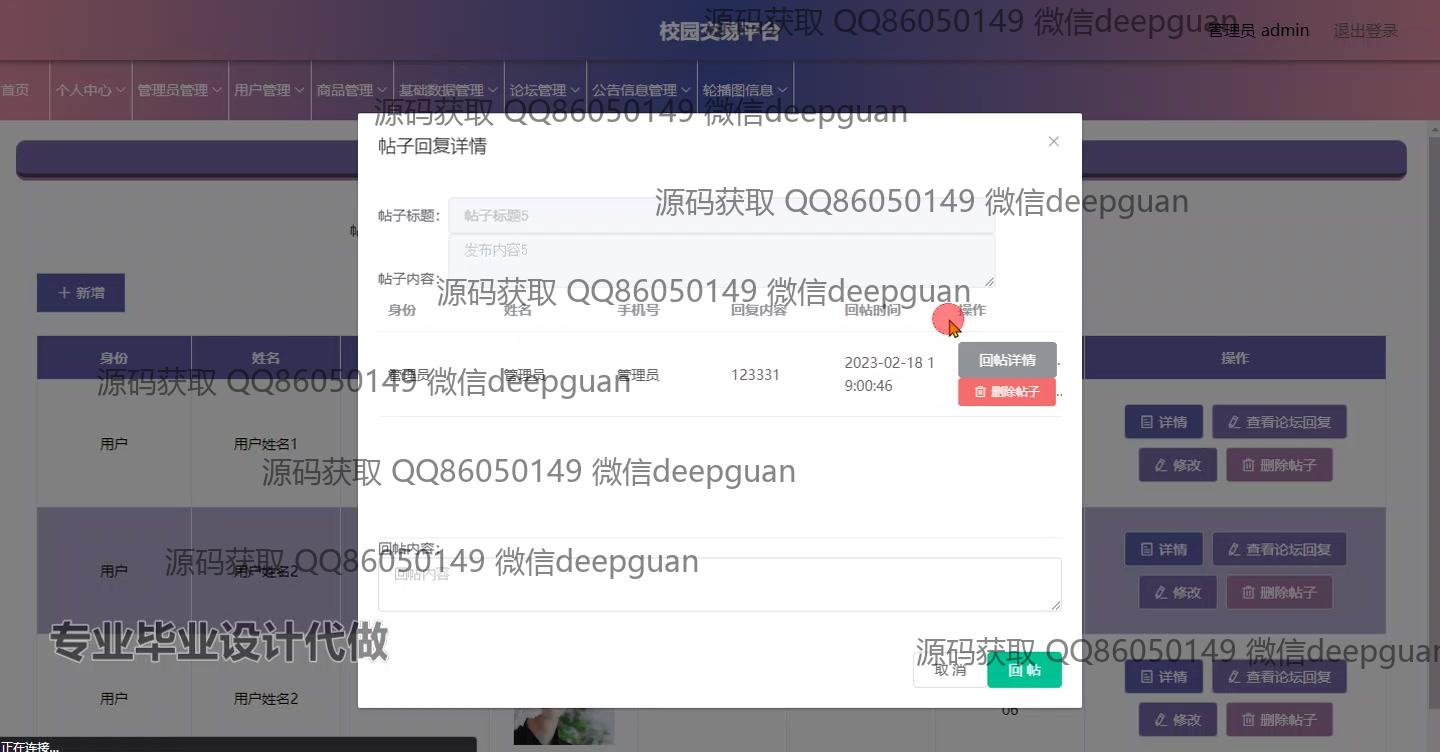 校园交易平台
源码获取 QQ86050149 微信deepguan
管理员 admin
退出登录
首页
个人中心
管理员管理
用户管理
商品管理
基础数据管理
论坛管理
公告信息管理
轮播图信息
源码获取 QQ86050149 微信deepguan
帖子回复详情
源码获取 QQ86050149 微信deepguan
帖子标题：
帖子标题5
发布内容5
帖子内容：
源码获取 QQ86050149 微信deepguan
新增
身份 姓名 手机号 回复内容 回帖时间 操作
身份 姓名
操作
管理员 管理员 管理员 123331
2023-02-18 1
9:00:46
回帖详情
删除帖子
源码获取 QQ86050149 微信deepguan
用户 用户姓名1
详情 查看论坛回复
修改 删除帖子
源码获取 QQ86050149 微信deepguan
回帖内容：
回帖内容
源码获取 QQ86050149 微信deepguan
用户 用户姓名2
详情 查看论坛回复
修改 删除帖子
专业毕业设计代做
源码获取 QQ86050149 微信deepguan
取消
回帖
用户 用户姓名2
详情 查看论坛回复
修改 删除帖子
06
正在连接...